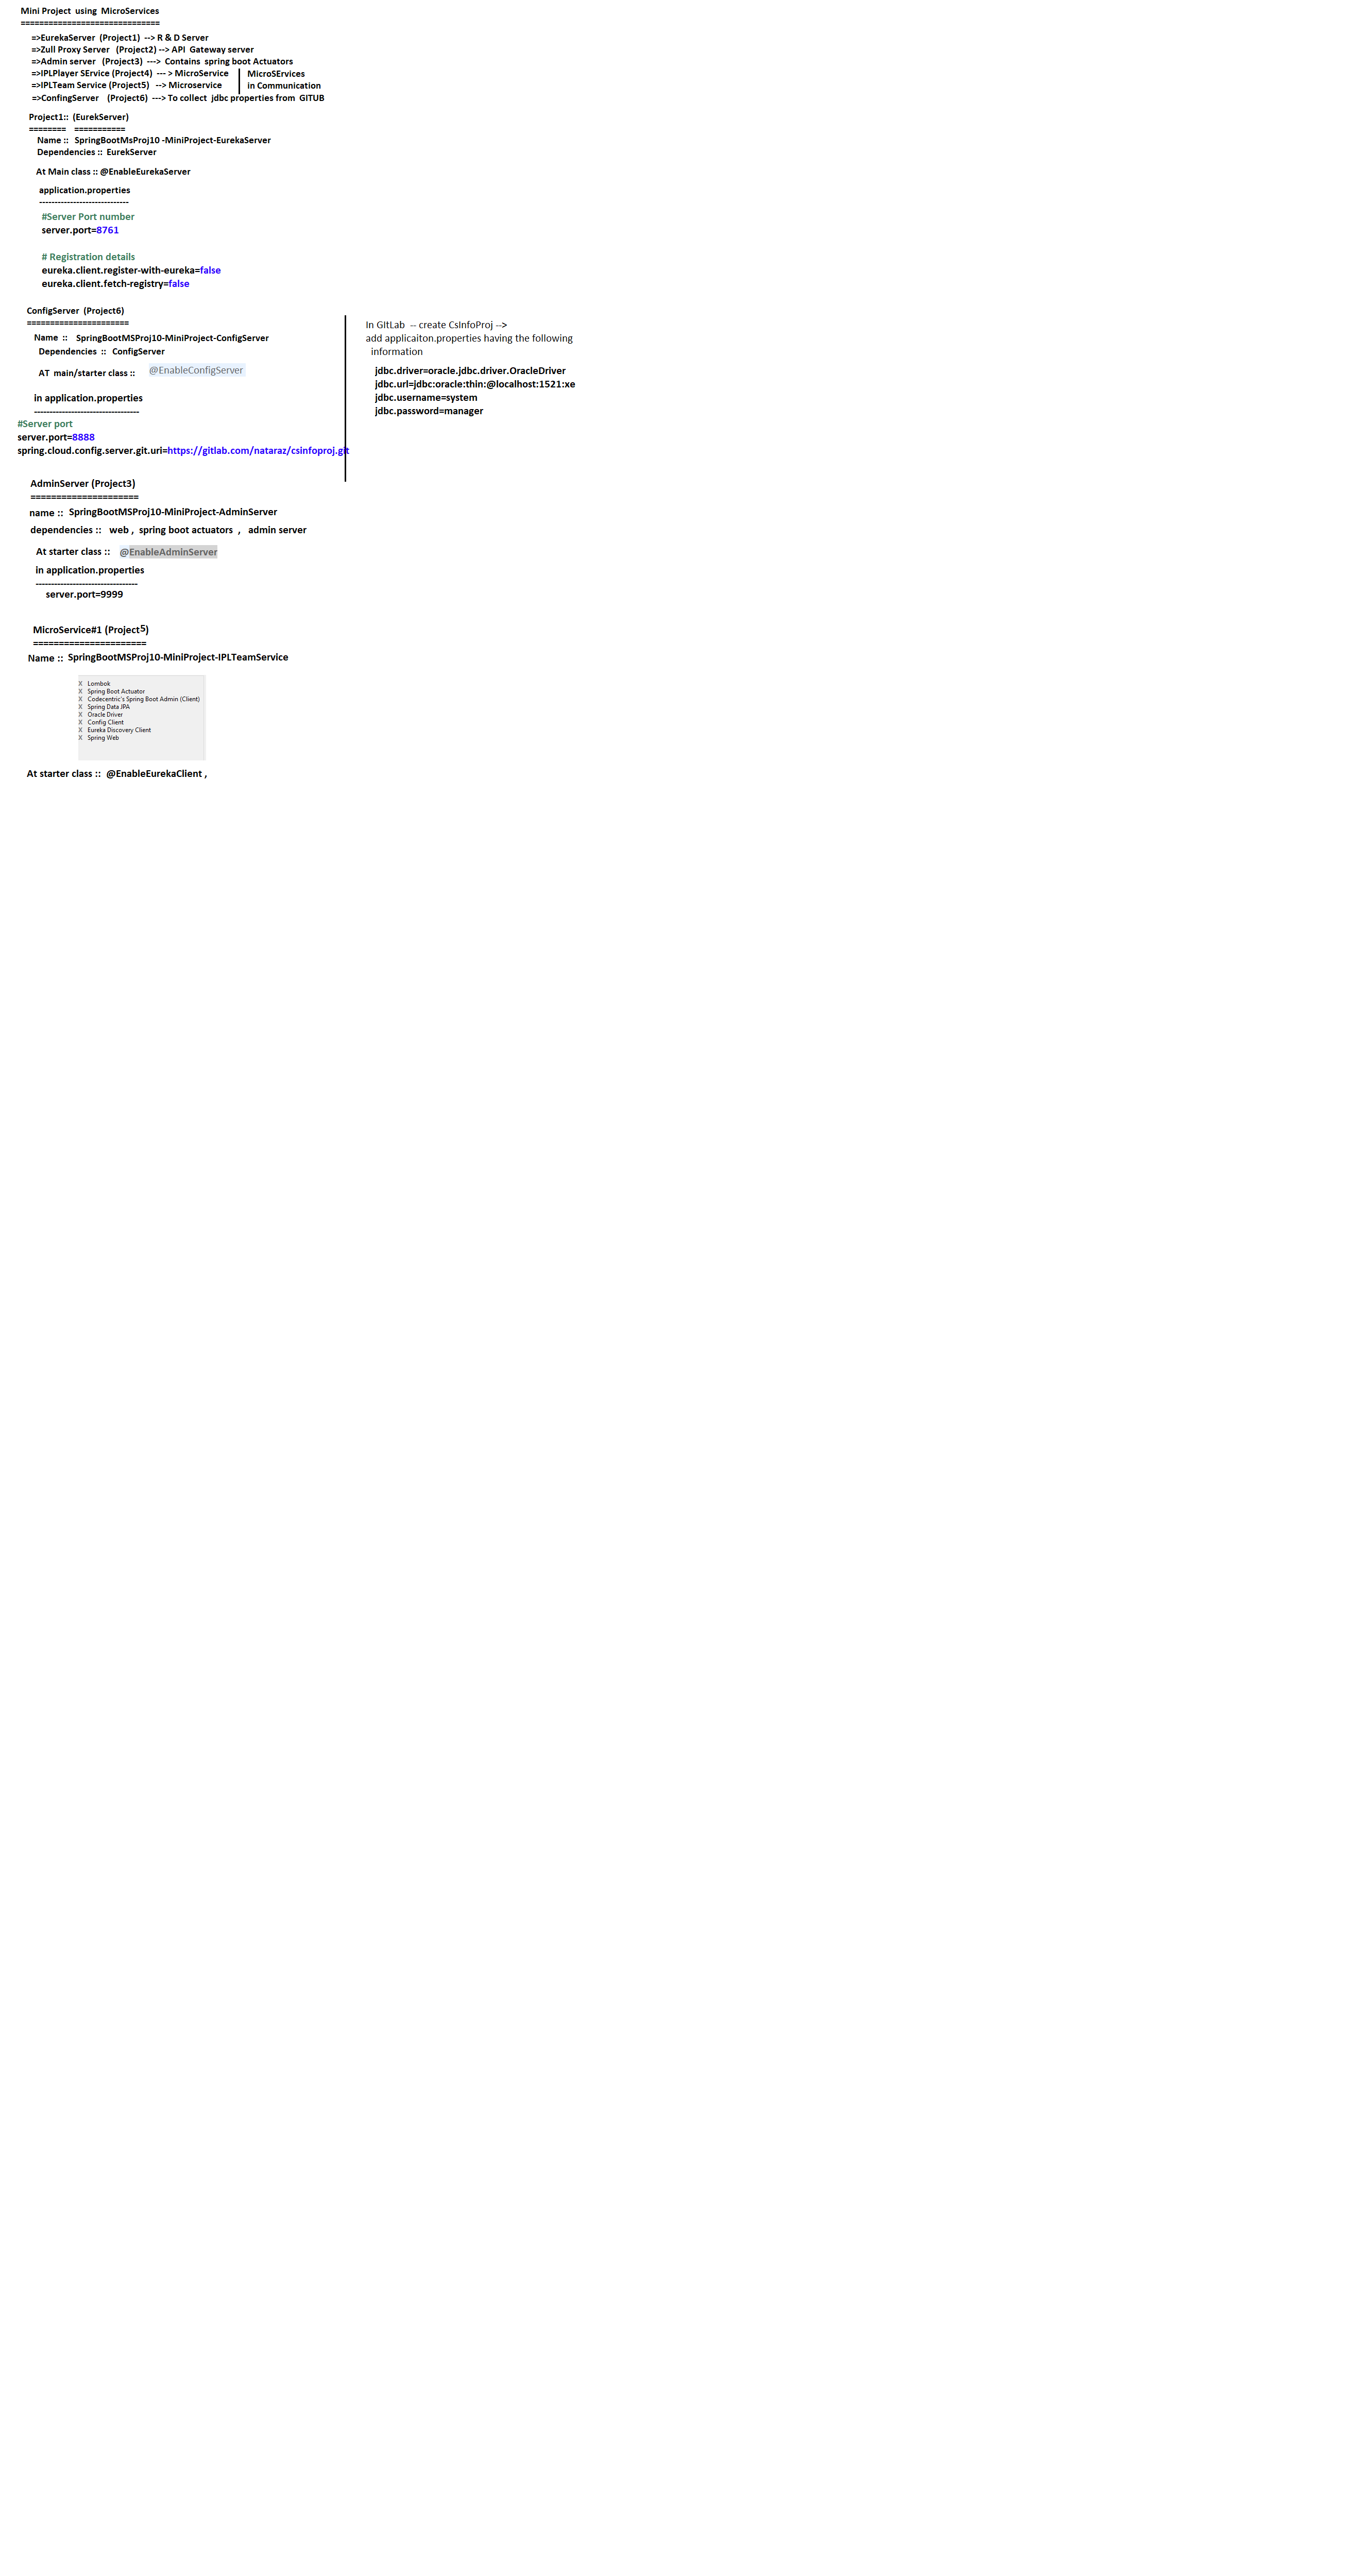 Mini Project  using  MicroServices
==============================
=>EurekaServer  (Project1)  --> R & D Server
=>Zull Proxy Server   (Project2) --> API  Gateway server
=>Admin server   (Project3)  --->  Contains  spring boot Actuators
=>IPLPlayer SErvice (Project4)  --- > MicroService
=>IPLTeam Service (Project5)   --> Microservice
MicroSErvices
in Communication
=>ConfingServer    (Project6)  ---> To collect  jdbc properties from  GITUB
Project1::  (EurekServer)
========    ===========
Name ::   SpringBootMsProj10 -MiniProject-EurekaServer
Dependencies ::  EurekServer
At Main class :: @EnableEurekaServer
application.properties
-----------------------------
#Server Port number
server.port=8761
# Registration details
eureka.client.register-with-eureka=false
eureka.client.fetch-registry=false
ConfigServer  (Project6)
======================
Name  ::    SpringBootMSProj10-MiniProject-ConfigServer
Dependencies  ::   ConfigServer
AT  main/starter class ::   @EnableConfigServer
in application.properties
----------------------------------
#Server port
server.port=8888
spring.cloud.config.server.git.uri=https://gitlab.com/nataraz/csinfoproj.git
In GItLab  -- create CsInfoProj -->
add applicaiton.properties having the following
information
jdbc.driver=oracle.jdbc.driver.OracleDriver
jdbc.url=jdbc:oracle:thin:@localhost:1521:xe
jdbc.username=system
jdbc.password=manager
AdminServer (Project3)
=====================
name ::  SpringBootMSProj10-MiniProject-AdminServer
dependencies ::   web ,  spring boot actuators  ,   admin server
At starter class ::   @EnableAdminServer
in application.properties
---------------------------------
server.port=9999
MicroService#1 (Project5)
======================
Name ::  SpringBootMSProj10-MiniProject-IPLTeamService
X  Lombok
X  Spring Boot Actuator
X  Codecentric's Spring Boot Admin (Client)
X  Spring Data JPA
X  Oracle Driver
X  Config Client
X  Eureka Discovery Client
X  Spring Web
At starter class ::  @EnableEurekaClient ,